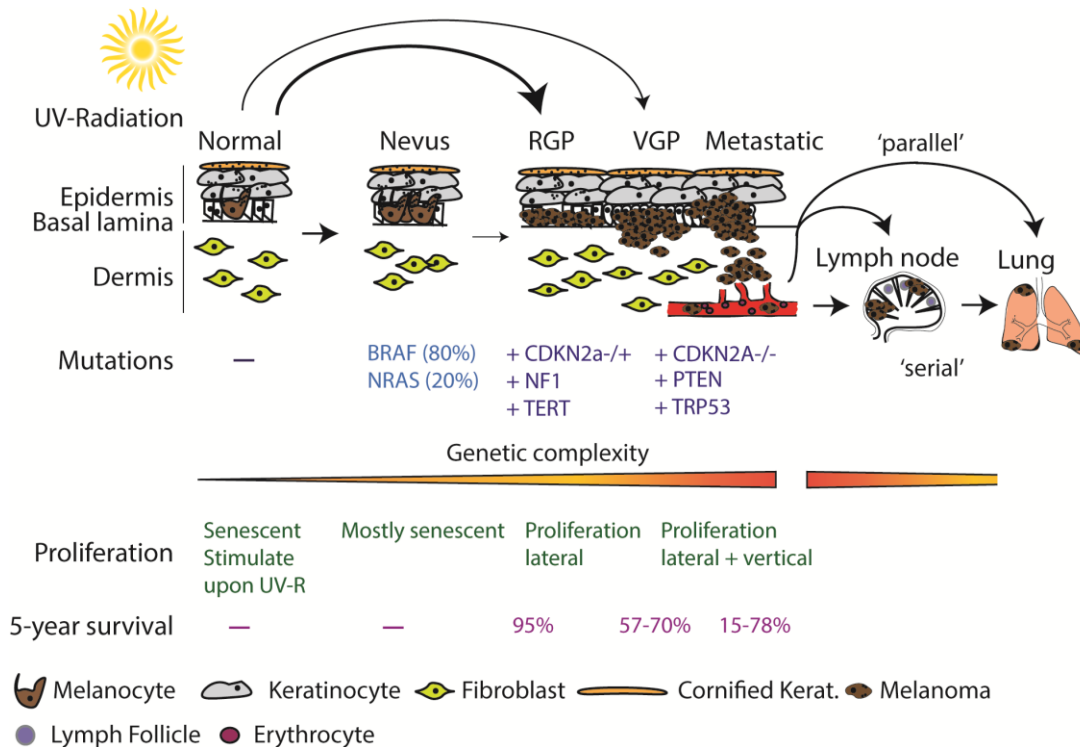 UV-Radiation
Normal
Nevus
RGP
VGP
Metastatic
'parallel'
Epidermis
Basal lamina
Dermis
Lymph node
Lung
'serial'
Mutations
—
BRAF (80%)
NRAS (20%)
+ CDKN2a-/+
+ NF1
+ TERT
+ CDKN2A-/-
+ PTEN
+ TRP53
Genetic complexity
Proliferation
Senescent
Stimulate
upon UV-R
Mostly senescent
Proliferation
lateral
Proliferation
lateral + vertical
5-year survival
—
—
95%
57-70%
15-78%
Melanocyte
Keratinocyte
Fibroblast
Cornified Kerat.
Melanoma
Lymph Follicle
Erythrocyte